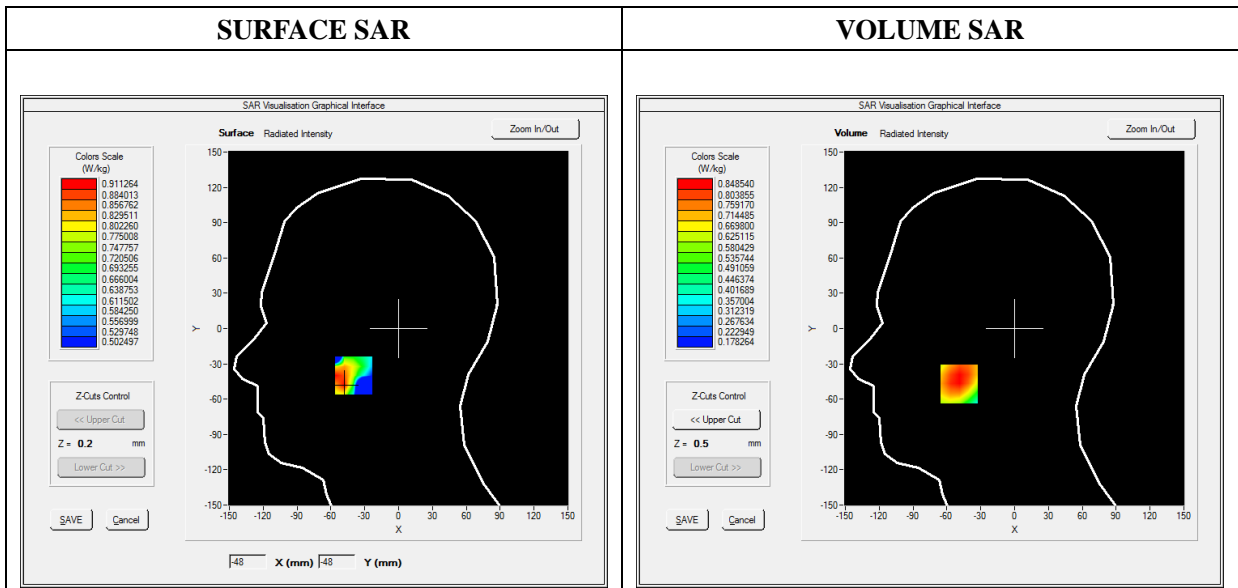 SURFACE SAR
VOLUME SAR
SAR Visualisation Graphical Interface
Surface Radiated Intensity
Zoom In/Out
Colors Scale
(W/kg)
0.911264
0.884013
0.856762
0.829511
0.802260
0.775008
0.747757
0.720506
0.693255
0.666004
0.638753
0.611502
0.584250
0.556999
0.529748
0.502497
Z-Cuts Control
<< Upper Cut
Z = 0.2 mm
Lower Cut >>
SAVE Cancel
150
120
90
60
30
0
-30
-60
-90
-120
-150
Y
-150 -120 -90 -60 -30 0 30 60 90 120 150
X
-48 X (mm) -48 Y (mm)
SAR Visualisation Graphical Interface
Volume Radiated Intensity
Zoom In/Out
Colors Scale
(W/kg)
0.848540
0.803855
0.759170
0.714485
0.669800
0.625115
0.580429
0.535744
0.491059
0.446374
0.401689
0.357004
0.312319
0.267634
0.222949
0.178264
Z-Cuts Control
<< Upper Cut
Z = 0.5 mm
Lower Cut >>
SAVE Cancel
150
120
90
60
30
0
-30
-60
-90
-120
-150
Y
-150 -120 -90 -60 -30 0 30 60 90 120 150
X